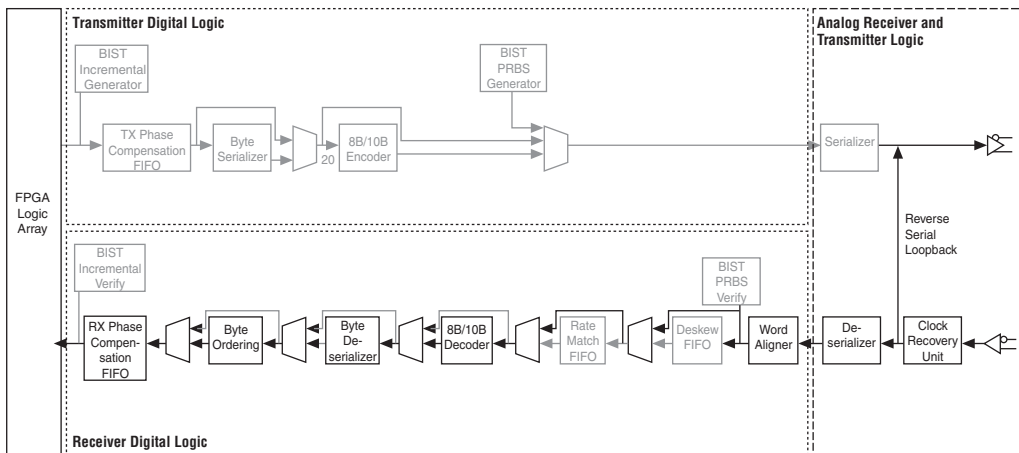 Transmitter Digital Logic
Analog Receiver and
Transmitter Logic
BIST
Incremental
Generator
BIST
PRBS
Generator
TX Phase
Compensation
FIFO
Byte
Serializer
20
8B/10B
Encoder
Serializer
FPGA
Logic
Array
Reverse
Serial
Loopback
BIST
Incremental
Verify
BIST
PRBS
Verify
RX Phase
Compen-
sation
FIFO
Byte
Ordering
Byte
De-
serializer
8B/10B
Decoder
Rate
Match
FIFO
Deskew
FIFO
Word
Aligner
De-
serializer
Clock
Recovery
Unit
Receiver Digital Logic